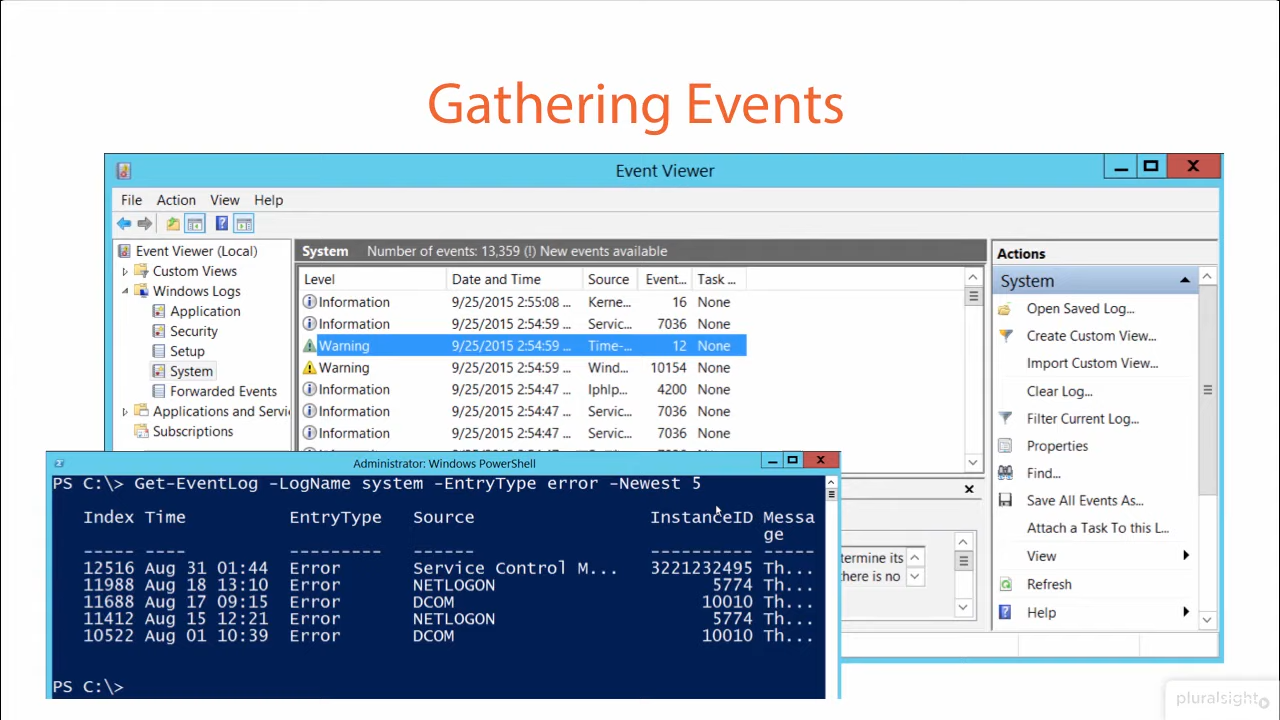 Gathering Events
Event Viewer
File Action View Help
Event Viewer (Local)
Custom Views
Windows Logs
Application
Security
Setup
System
Forwarded Events
Applications and Servi
Subscriptions
System Number of events: 13,359 (!) New events available
Level Date and Time Source Event... Task ...
Information 9/25/2015 2:55:08 ... Kerne... 16 None
Information 9/25/2015 2:54:59 ... Servic... 7036 None
Warning 9/25/2015 2:54:59 ... Time-... 12 None
Warning 9/25/2015 2:54:59 ... Wind... 10154 None
Information 9/25/2015 2:54:47 ... Iphlp... 4200 None
Information 9/25/2015 2:54:47 ... Servic... 7036 None
Information 9/25/2015 2:54:47 ... Servic... 7036 None
Actions
System
Open Saved Log...
Create Custom View...
Import Custom View...
Clear Log...
Filter Current Log...
Properties
Find...
Save All Events As...
Attach a Task To this L...
View
Refresh
Help
termine its
there is no
Administrator: Windows PowerShell
PS C:\> Get-EventLog -LogName system -EntryType error -Newest 5
Index Time EntryType Source InstanceID Messa
ge
----- ---- --------- ------ ---------- -----
12516 Aug 31 01:44 Error Service Control M... 3221232495 Th...
11988 Aug 18 13:10 Error NETLOGON 5774 Th...
11688 Aug 17 09:15 Error DCOM 10010 Th...
11412 Aug 15 12:21 Error NETLOGON 5774 Th...
10522 Aug 01 10:39 Error DCOM 10010 Th...
PS C:\>
pluralsight